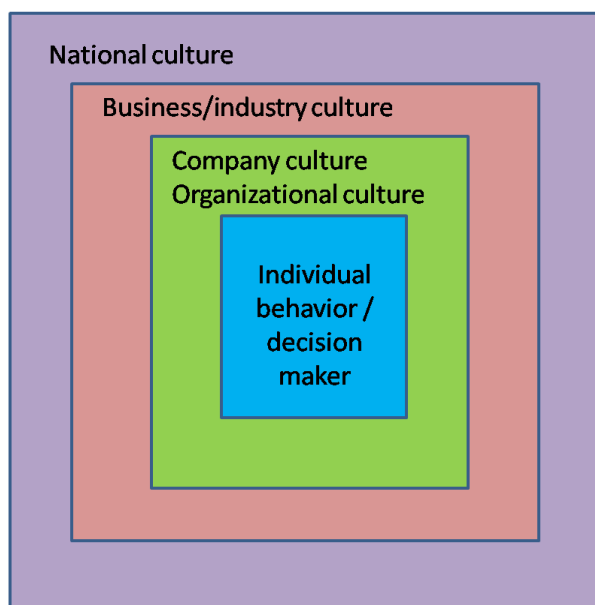 National culture
Business/industry culture
Company culture
Organizational culture
Individual
behavior /
decision
maker